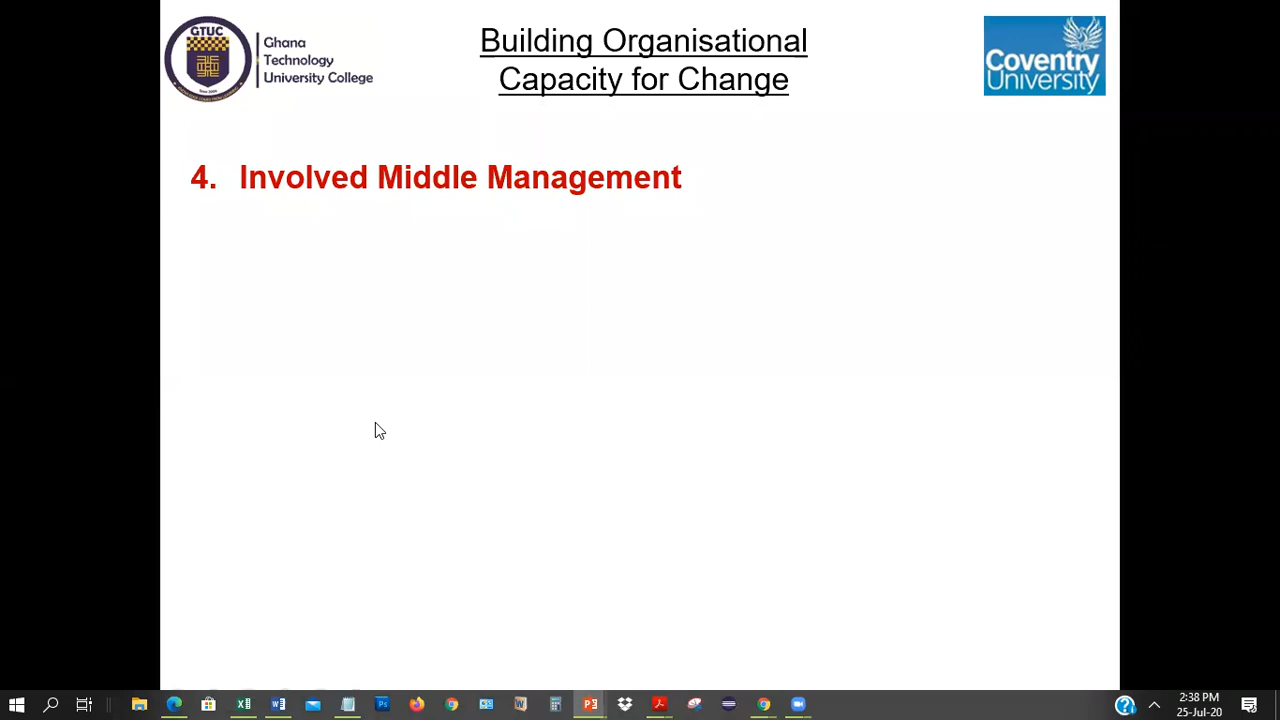 GTUC
Ghana
Technology
University College
Building Organisational
Capacity for Change
Coventry
University
4. Involved Middle Management
2:38 PM
25-Jul-20